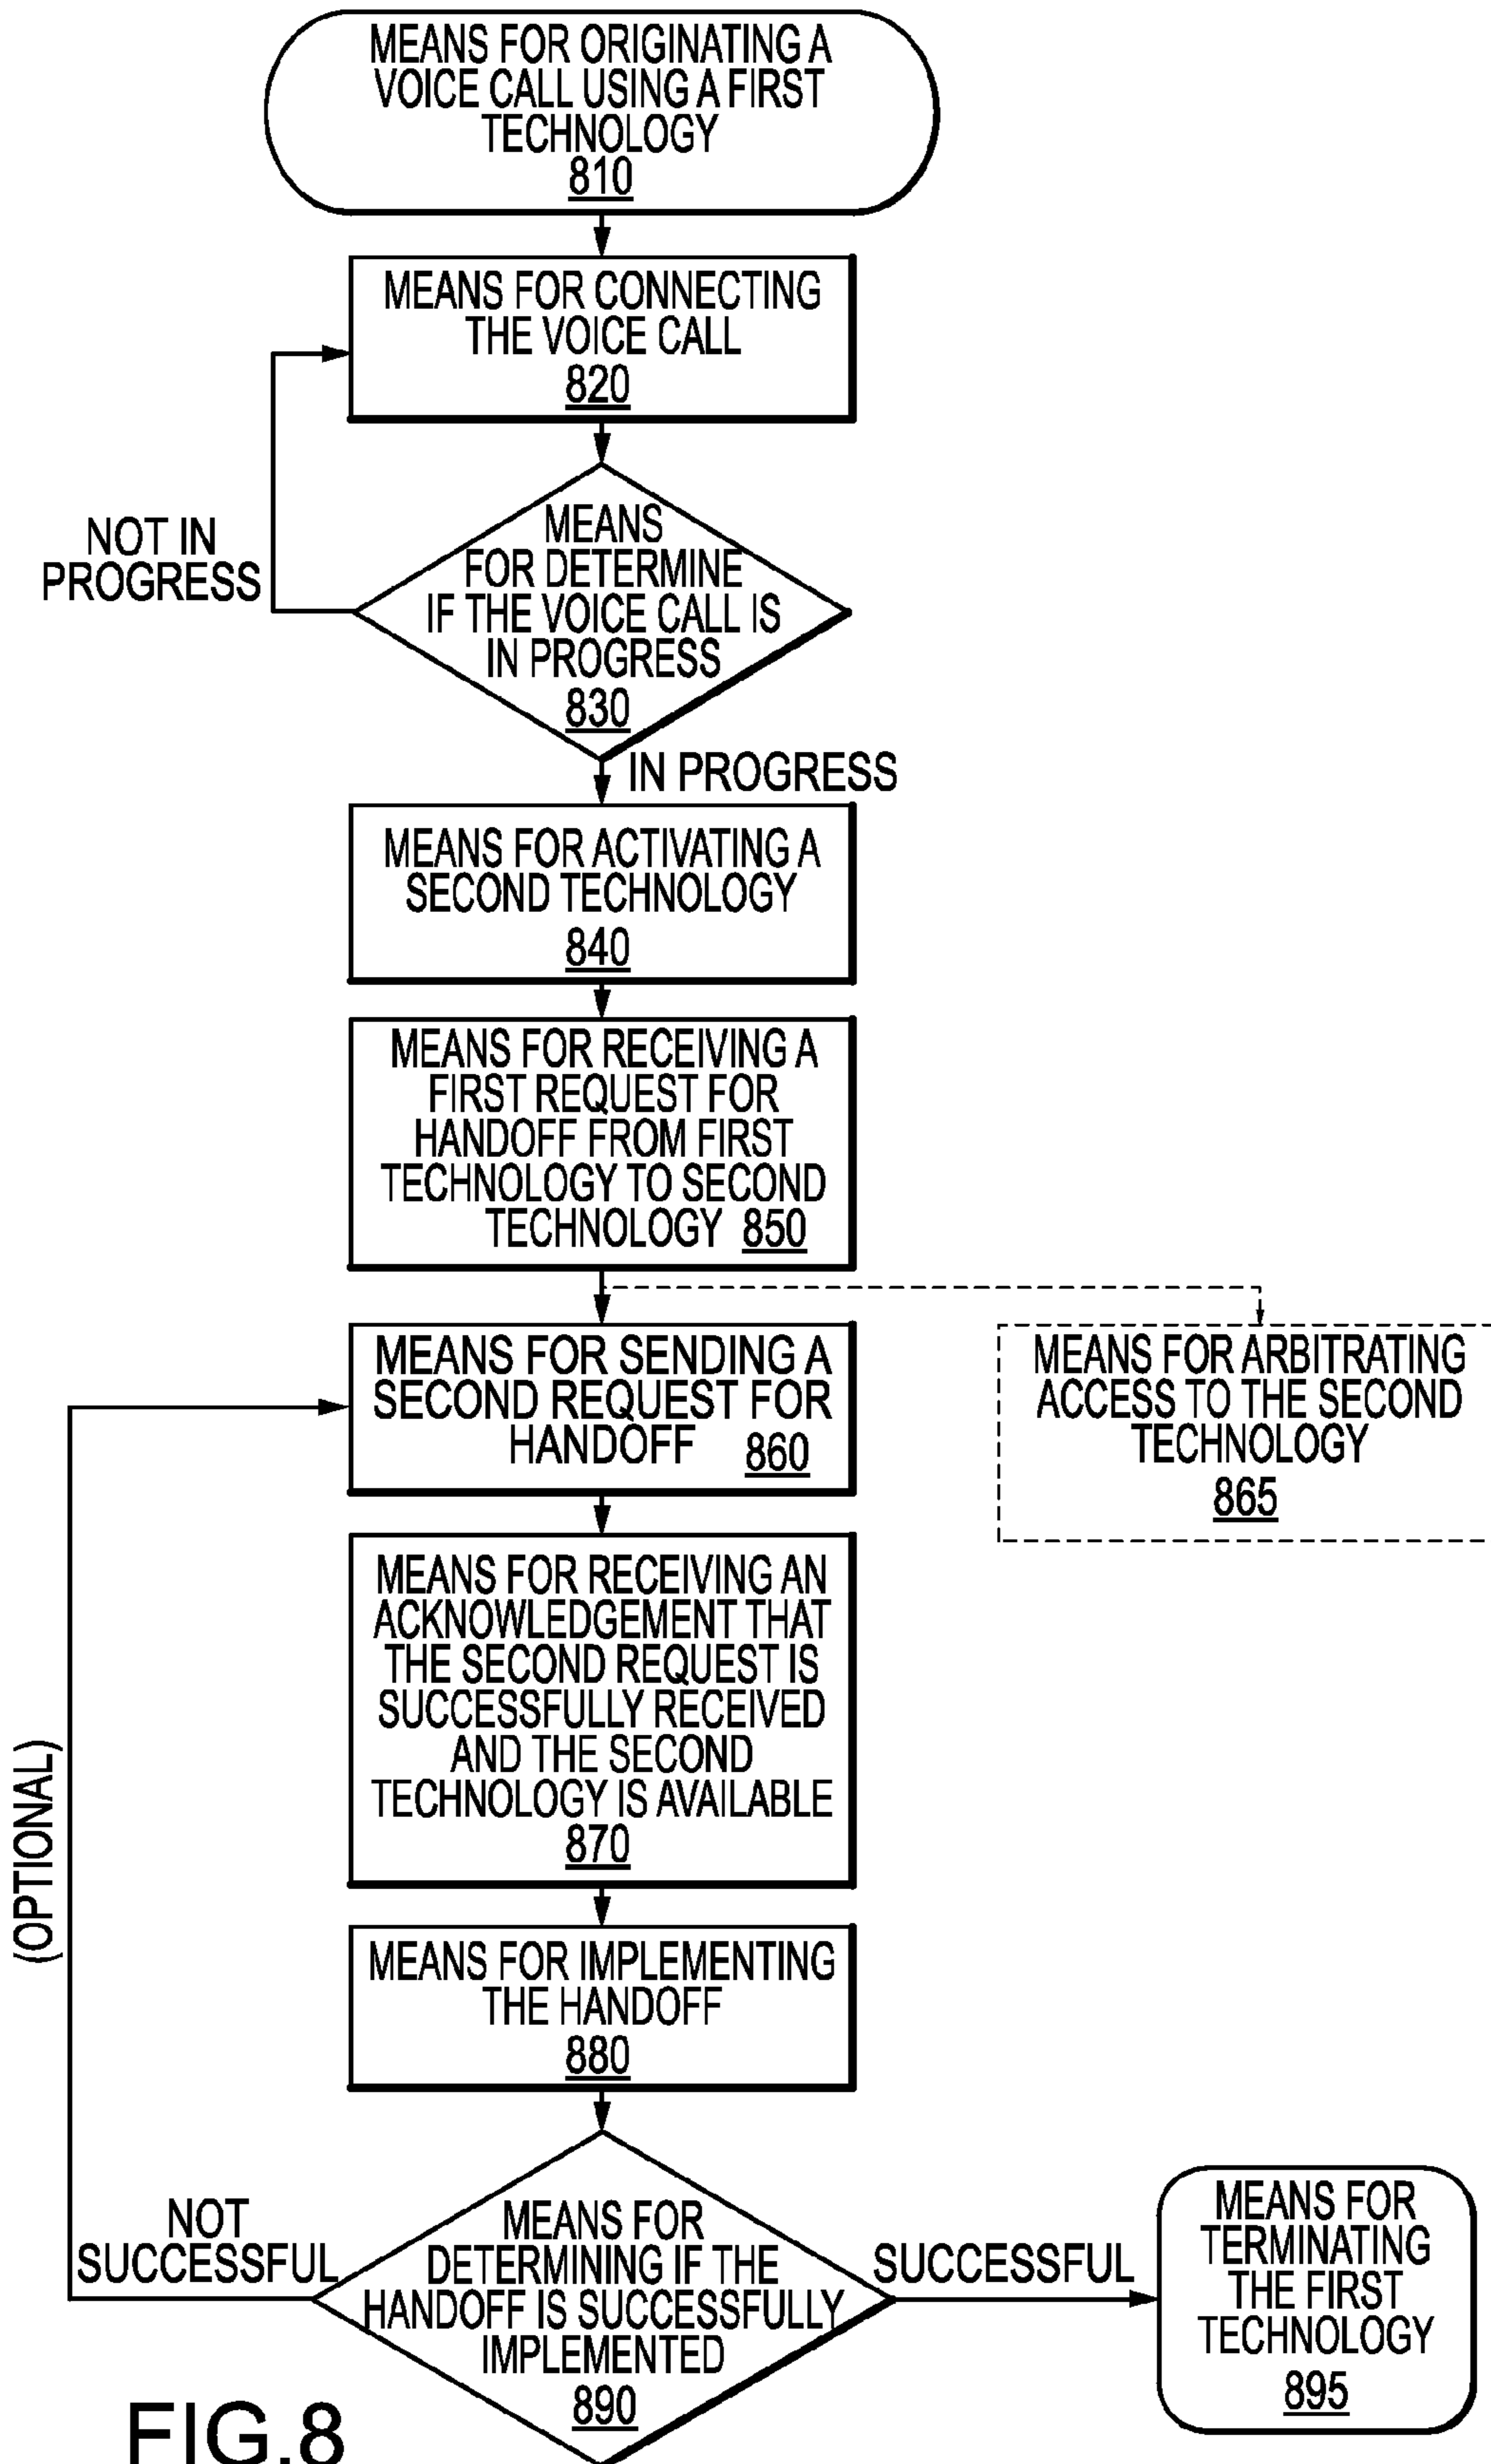 MEANS FOR ORIGINATING A
VOICE CALL USING A FIRST
TECHNOLOGY
810
MEANS FOR CONNECTING
THE VOICE CALL
820
NOT IN
PROGRESS
MEANS
FOR DETERMINE
IF THE VOICE CALL IS
IN PROGRESS
830
IN PROGRESS
MEANS FOR ACTIVATING A
SECOND TECHNOLOGY
840
MEANS FOR RECEIVING A
FIRST REQUEST FOR
HANDOFF FROM FIRST
TECHNOLOGY TO SECOND
TECHNOLOGY 850
MEANS FOR SENDING A
SECOND REQUEST FOR
HANDOFF 860
MEANS FOR ARBITRATING
ACCESS TO THE SECOND
TECHNOLOGY
865
MEANS FOR RECEIVING AN
ACKNOWLEDGEMENT THAT
THE SECOND REQUEST IS
SUCCESSFULLY RECEIVED
AND THE SECOND
TECHNOLOGY IS AVAILABLE
870
(OPTIONAL)
MEANS FOR IMPLEMENTING
THE HANDOFF
880
NOT
SUCCESSFUL
MEANS FOR
DETERMINING IF THE
HANDOFF IS SUCCESSFULLY
IMPLEMENTED
890
SUCCESSFUL
MEANS FOR
TERMINATING
THE FIRST
TECHNOLOGY
895
FIG.8